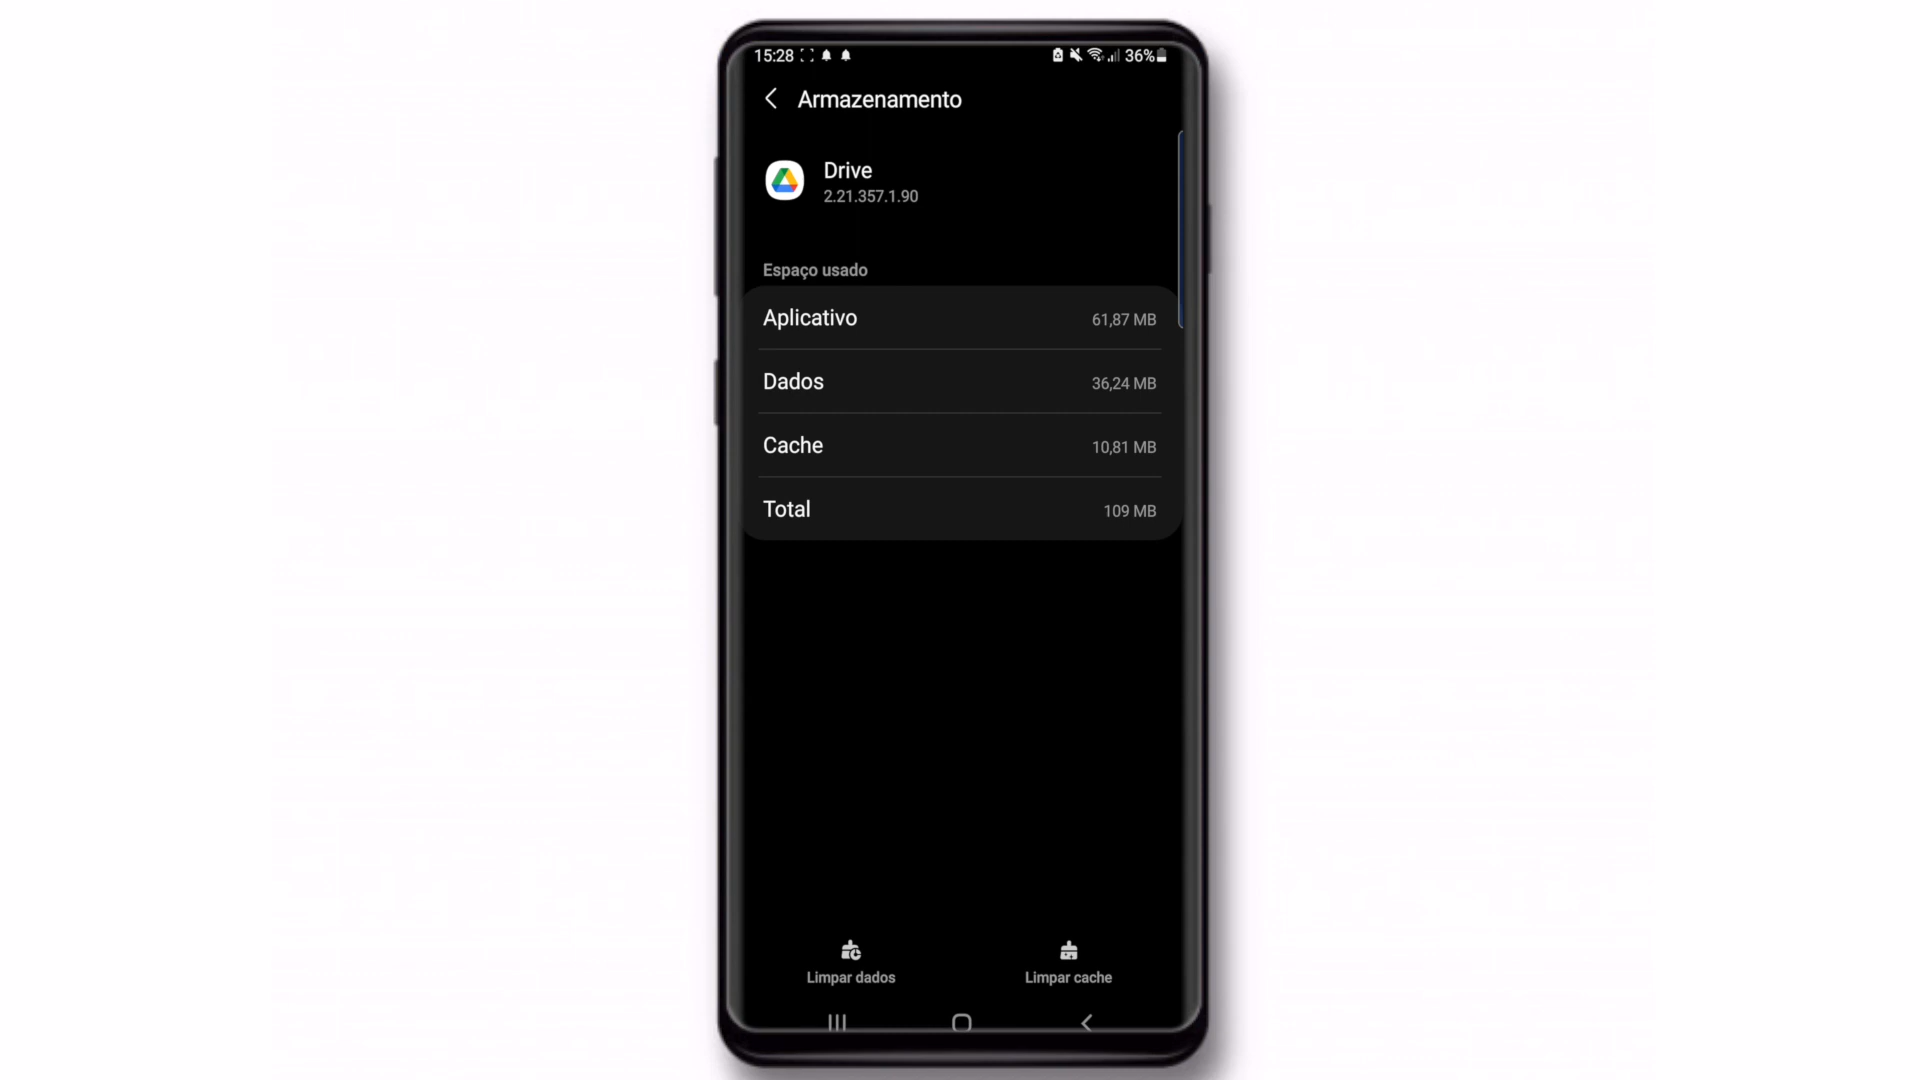 15:28 36%
Armazenamento
Drive
2.21.357.1.90
Espaço usado
Aplicativo 61,87 MB
Dados 36,24 MB
Cache 10,81 MB
Total 109 MB
Limpar dados Limpar cache